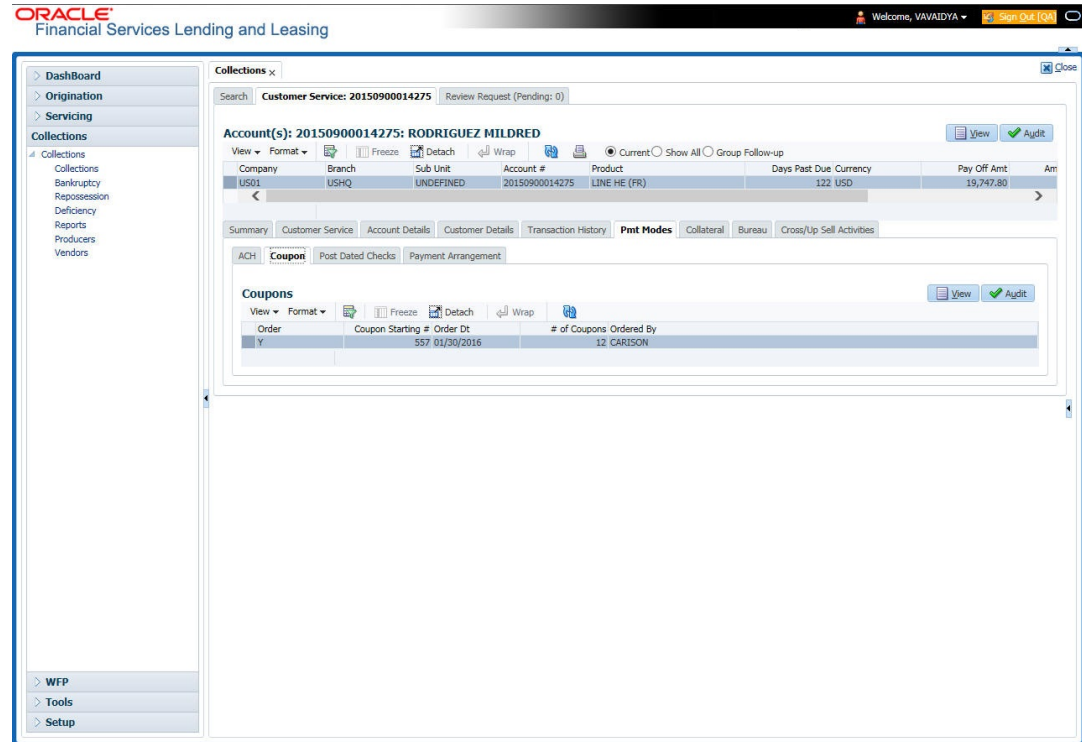 ORACLE
Financial Services Lending and Leasing
Welcome, VAVAIDYA
Sign Out [QA]
DashBoard
Origination
Servicing
Collections
Collections
Collections
Bankruptcy
Repossession
Deficiency
Reports
Producers
Vendors
WFP
Tools
Setup
Collections x
Close
Search Customer Service: 20150900014275 Review Request (Pending: 0)
Account(s): 20150900014275: RODRIGUEZ MILDRED
View Audit
View Format Freeze Detach Wrap Current Show All Group Follow-up
Company Branch Sub Unit Account # Product Days Past Due Currency Pay Off Amt Am
US01 USHQ UNDEFINED 20150900014275 LINE HE (FR) 122 USD 19,747.80
Summary Customer Service Account Details Customer Details Transaction History Pmt Modes Collateral Bureau Cross/Up Sell Activities
ACH Coupon Post Dated Checks Payment Arrangement
Coupons
View Audit
View Format Freeze Detach Wrap
Order Coupon Starting # Order Dt # of Coupons Ordered By
Y 557 01/30/2016 12 CARISON